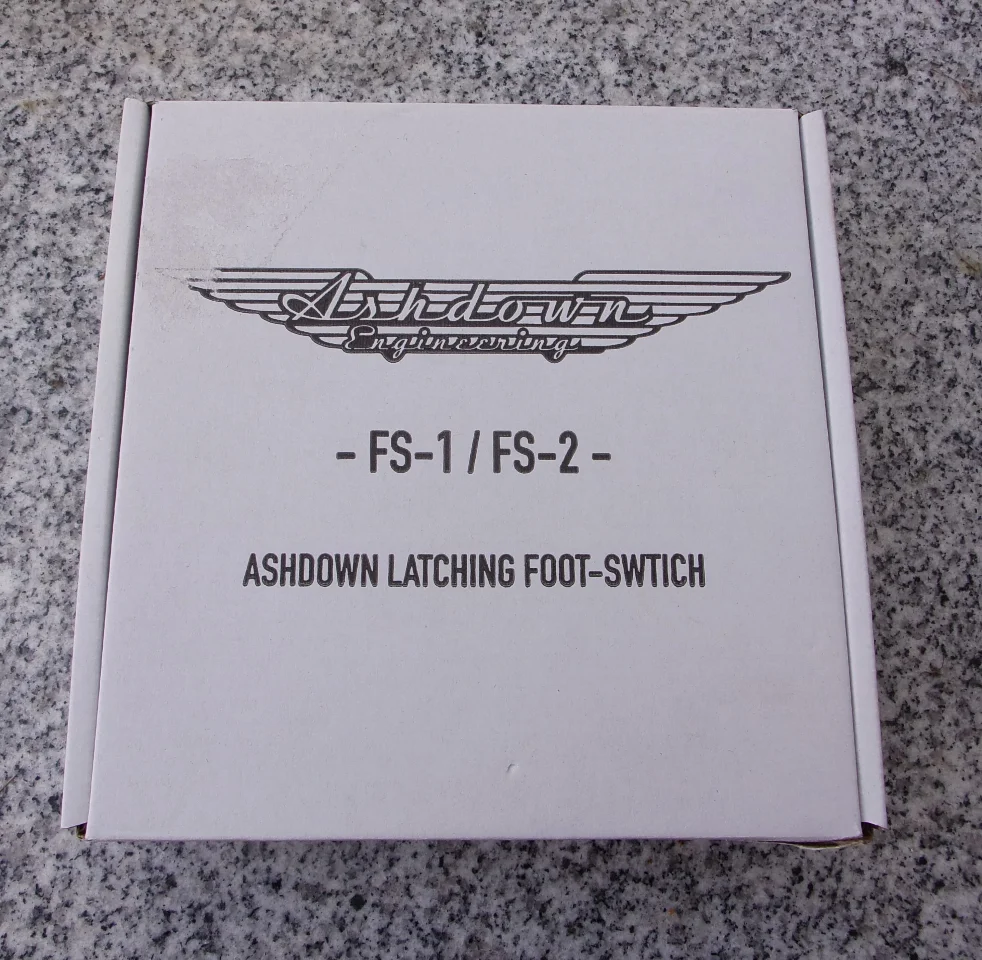 Ashdown
Engineering
- FS-1 / FS-2 -
ASHDOWN LATCHING FOOT-SWTICH